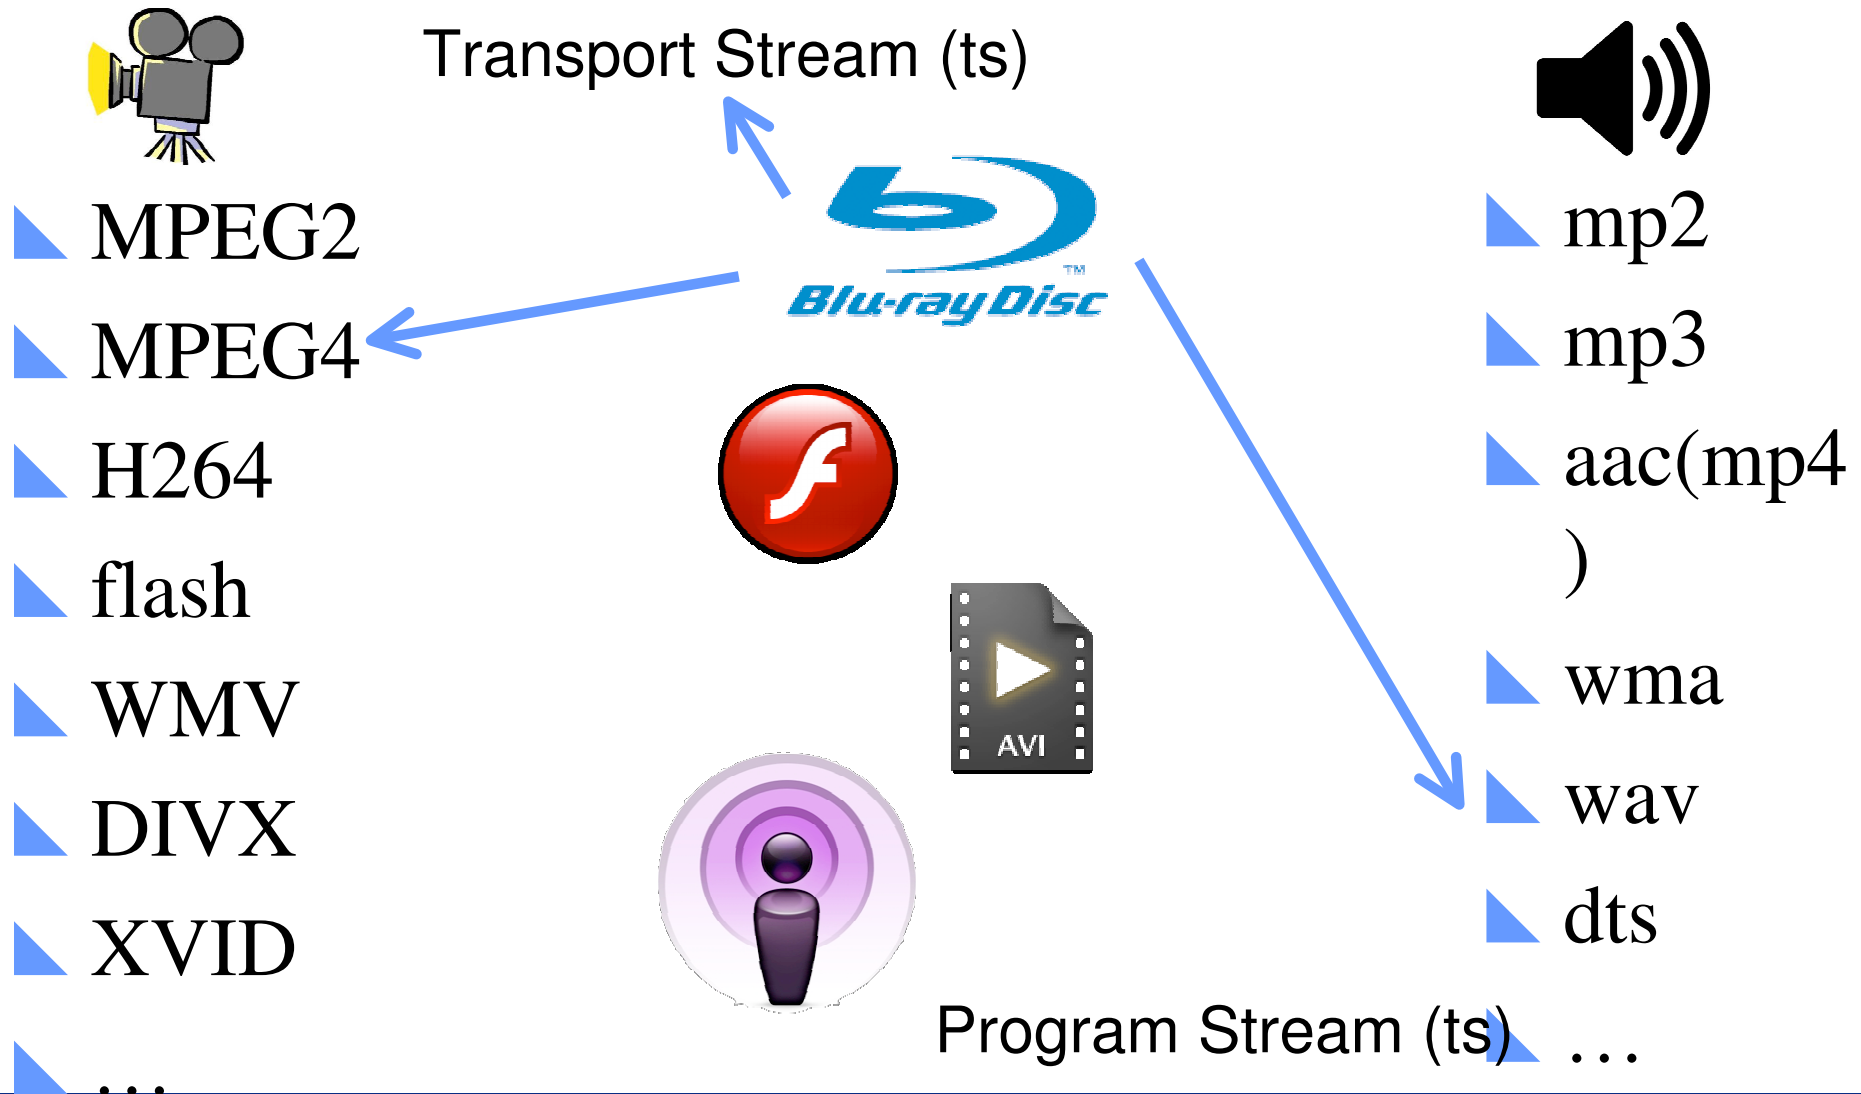 Transport Stream (ts)
MPEG2
MPEG4
H264
flash
WMV
DIVX
XVID
…
Blu-ray Disc
TM
AVI
Program Stream (ts)
mp2
mp3
aac(mp4
)
wma
wav
dts
…